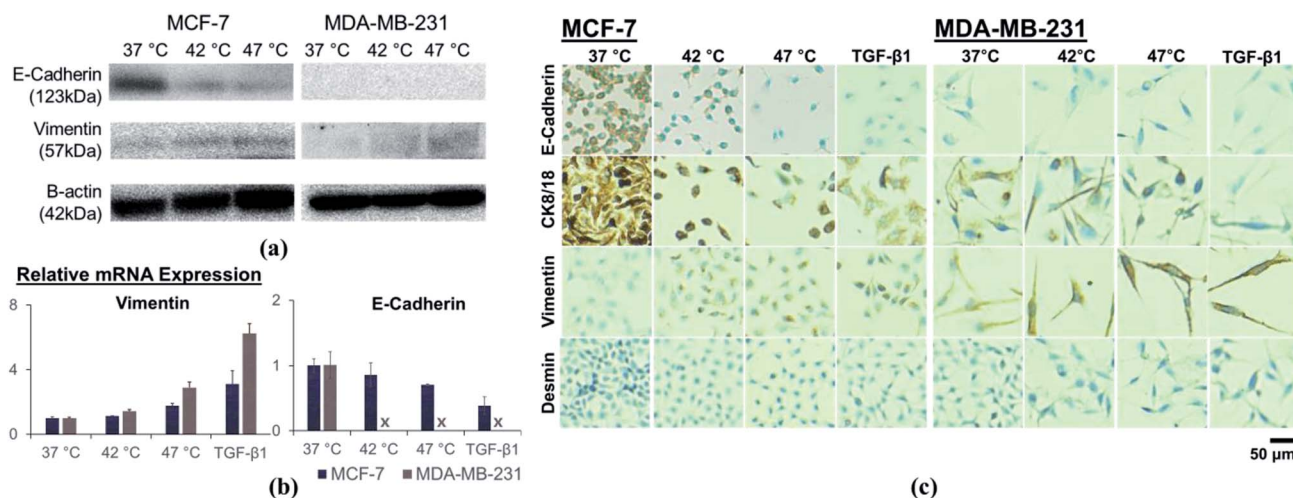 MCF-7 MDA-MB-231
37 °C 42 °C 47 °C 37 °C 42 °C 47 °C
E-Cadherin
(123kDa)
Vimentin
(57kDa)
B-actin
(42kDa)
(a)
Relative mRNA Expression
Vimentin
8
4
0
37 °C 42 °C 47 °C TGF-β1
E-Cadherin
2
1
0
x x x
37 °C 42 °C 47 °C TGF-β1
MCF-7 MDA-MB-231
(b)
MCF-7 MDA-MB-231
37 °C 42 °C 47 °C TGF-β1 37°C 42°C 47°C TGF-β1
E-Cadherin
CK8/18
Vimentin
Desmin
50 µm
(c)